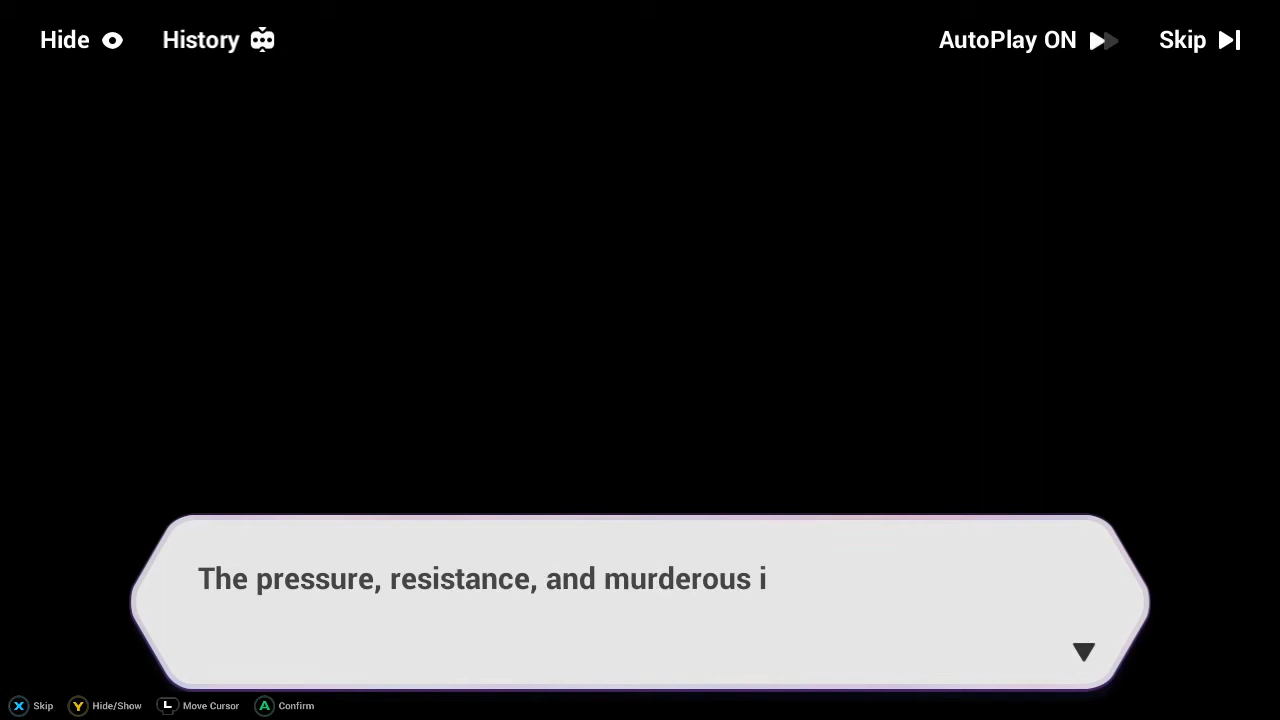 Hide
History
AutoPlay ON
Skip
The pressure, resistance, and murderous i
X Skip
Y Hide/Show
L Move Cursor
A Confirm